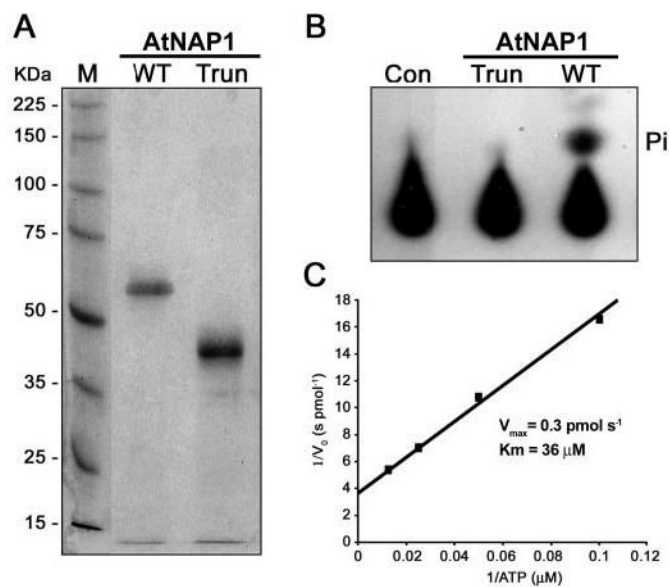 A
AtNAP1
KDa M WT Trun
225 -
150 -
100 -
75 -
50 -
35 -
25 -
15 -
B
AtNAP1
Con Trun WT
Pi
C
18
16
14
12
10
8
6
4
2
0
1/V₀ (s pmol⁻¹)
Vmax= 0.3 pmol s⁻¹
Km = 36 µM
0 0.02 0.04 0.06 0.08 0.1 0.12
1/ATP (µM)